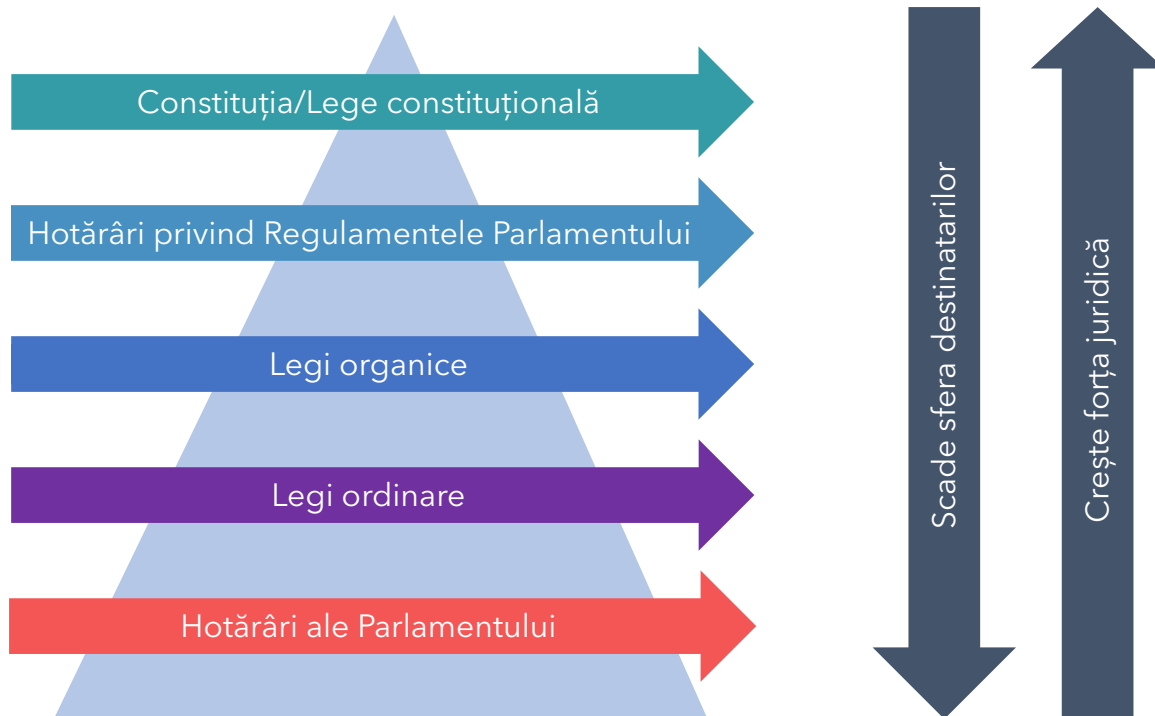 Constituția/Lege constituțională
Hotărâri privind Regulamentele Parlamentului
Legi organice
Legi ordinare
Hotărâri ale Parlamentului
Scade sfera destinatarilor
Crește forța juridică